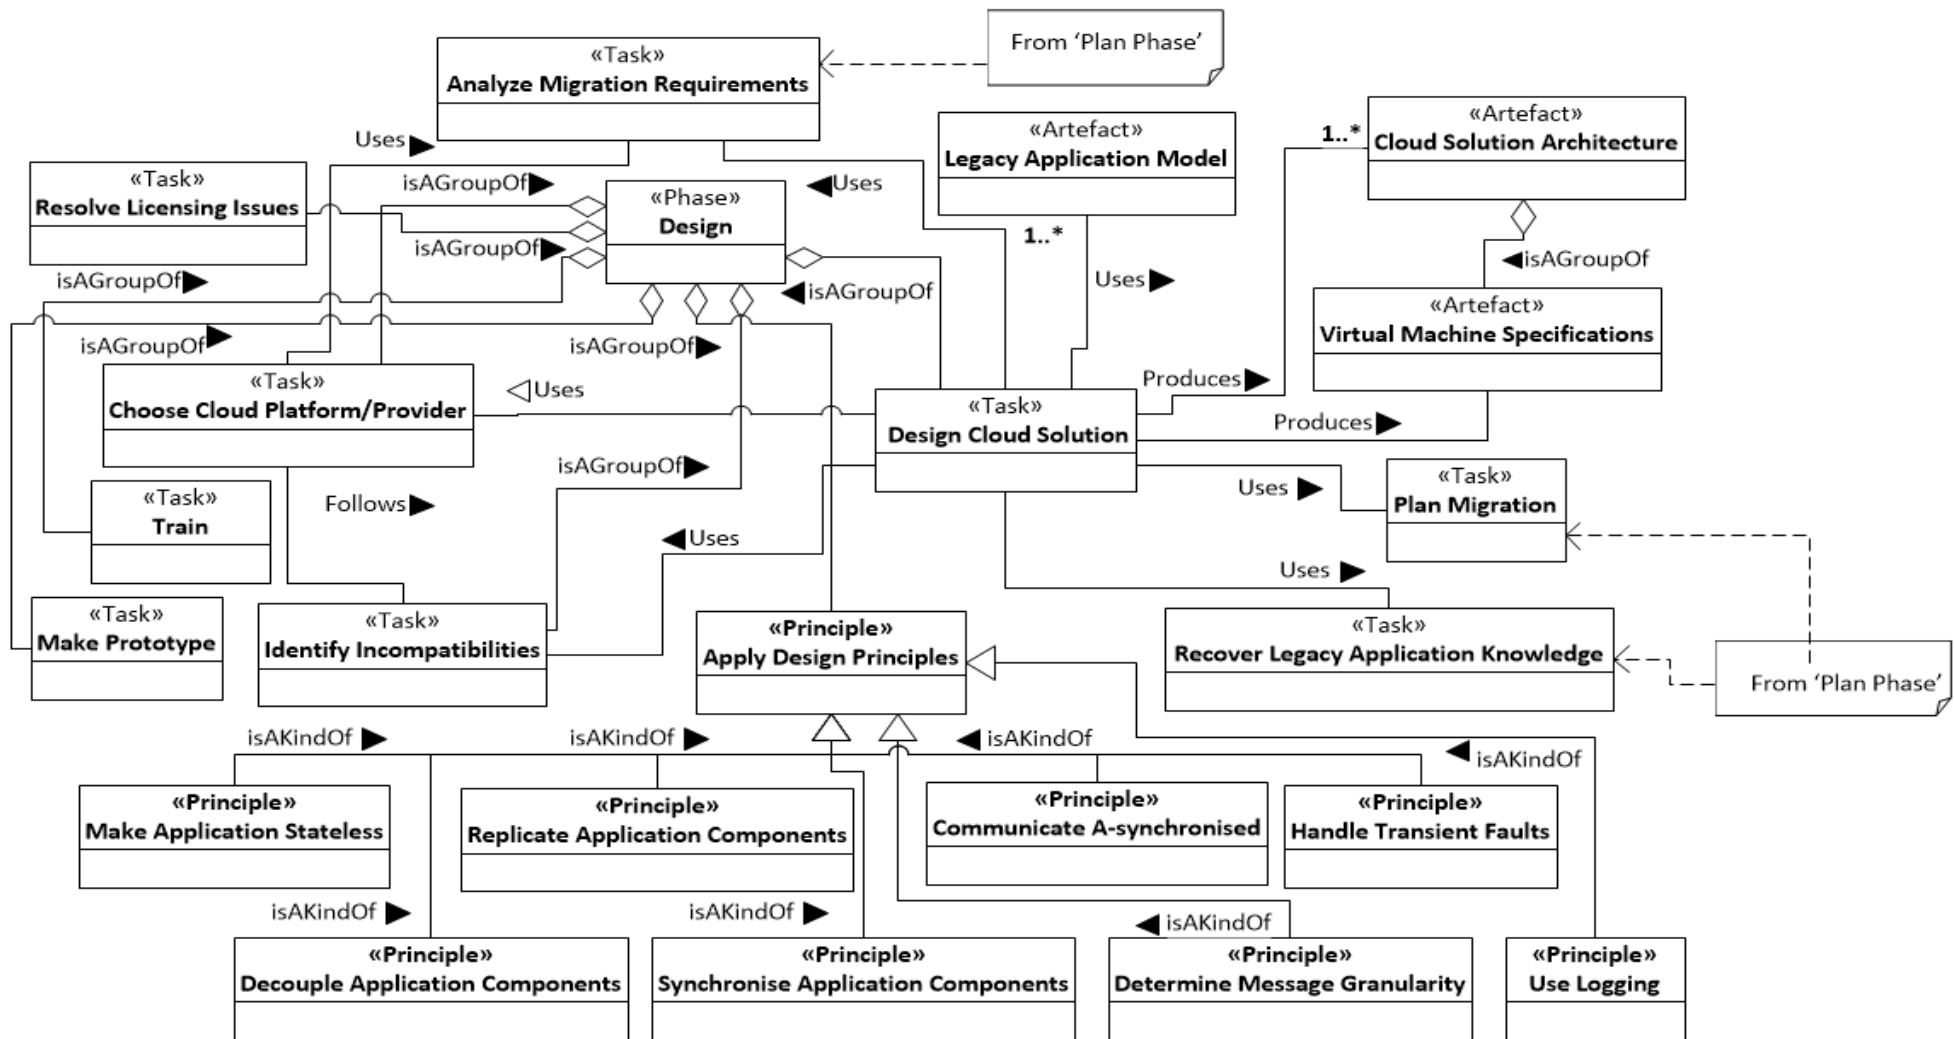 «Task»
Analyze Migration Requirements
From ‘Plan Phase’
«Artefact»
Legacy Application Model
«Artefact»
Cloud Solution Architecture
1..*
Uses
«Task»
Resolve Licensing Issues
isAGroupOf
«Phase»
Design
Uses
isAGroupOf
1..*
isAGroupOf
isAGroupOf
Uses
isAGroupOf
«Artefact»
Virtual Machine Specifications
isAGroupOf
isAGroupOf
«Task»
Choose Cloud Platform/Provider
Uses
Produces
«Task»
Design Cloud Solution
Produces
isAGroupOf
«Task»
Plan Migration
Uses
«Task»
Train
Follows
Uses
Uses
«Task»
Make Prototype
«Task»
Identify Incompatibilities
«Principle»
Apply Design Principles
«Task»
Recover Legacy Application Knowledge
From ‘Plan Phase’
isAKindOf
isAKindOf
isAKindOf
isAKindOf
«Principle»
Make Application Stateless
«Principle»
Replicate Application Components
«Principle»
Communicate A-synchronised
«Principle»
Handle Transient Faults
isAKindOf
isAKindOf
isAKindOf
«Principle»
Decouple Application Components
«Principle»
Synchronise Application Components
«Principle»
Determine Message Granularity
«Principle»
Use Logging